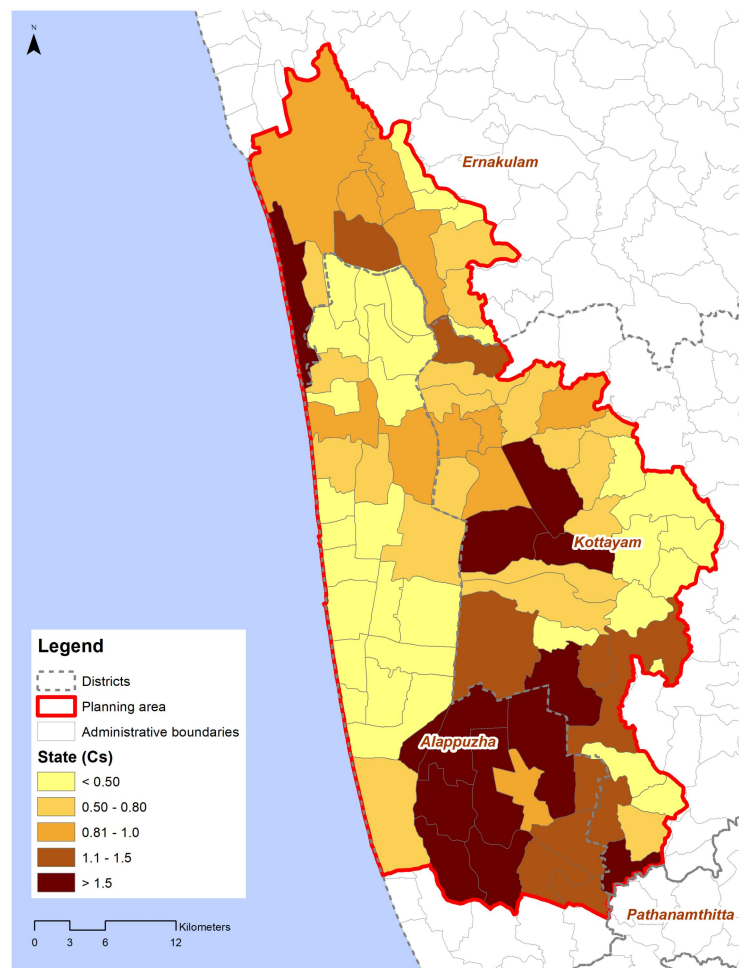 N
Ernakulam
Kottayam
Alappuzha
Pathanamthitta
Legend
Districts
Planning area
Administrative boundaries
State (Cs)
< 0.50
0.50 - 0.80
0.81 - 1.0
1.1 - 1.5
> 1.5
Kilometers
0 3 6 12